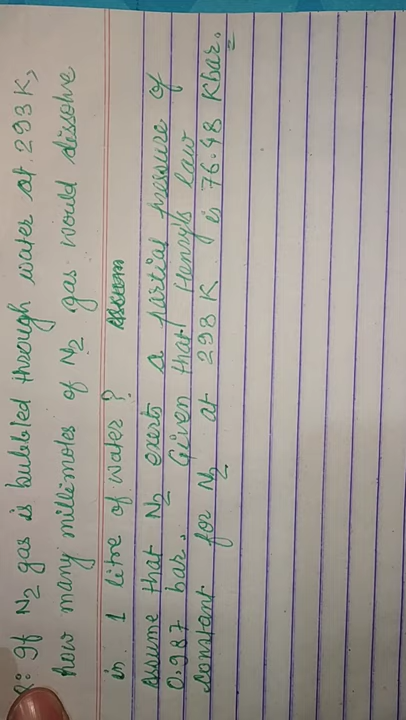 : If N2 gas is bubbled through water at 293 K,
how many millimoles of N2 gas would dissolve
in 1 litre of water?
Assume that N2 exerts a partial pressure of
0.987 bar. Given that Henry's law
constant for N2 at 293 K is 76.48 Kbar.